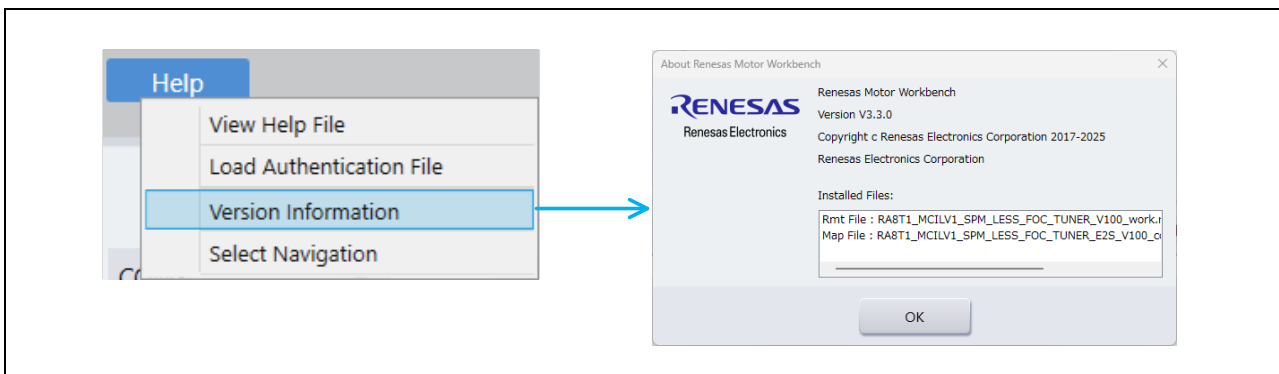 Help
View Help File
Load Authentication File
Version Information
Select Navigation
About Renesas Motor Workbench
RENESAS
Renesas Electronics
Renesas Motor Workbench
Version V3.3.0
Copyright c Renesas Electronics Corporation 2017-2025
Renesas Electronics Corporation
Installed Files:
Rmt File : RA8T1_MCILV1_SPM_LESS_FOC_TUNER_V100_work.r
Map File : RA8T1_MCILV1_SPM_LESS_FOC_TUNER_E2S_V100_c
OK